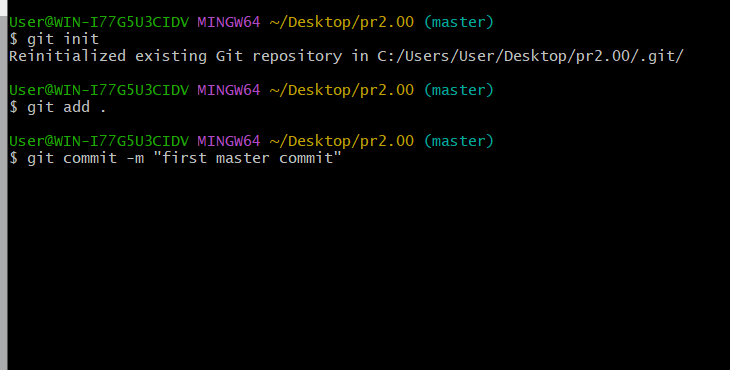 User@WIN-I77G5U3CIDV MINGW64 ~/Desktop/pr2.00 (master)
$ git init
Reinitialized existing Git repository in C:/Users/User/Desktop/pr2.00/.git/
User@WIN-I77G5U3CIDV MINGW64 ~/Desktop/pr2.00 (master)
$ git add .
User@WIN-I77G5U3CIDV MINGW64 ~/Desktop/pr2.00 (master)
$ git commit -m "first master commit"